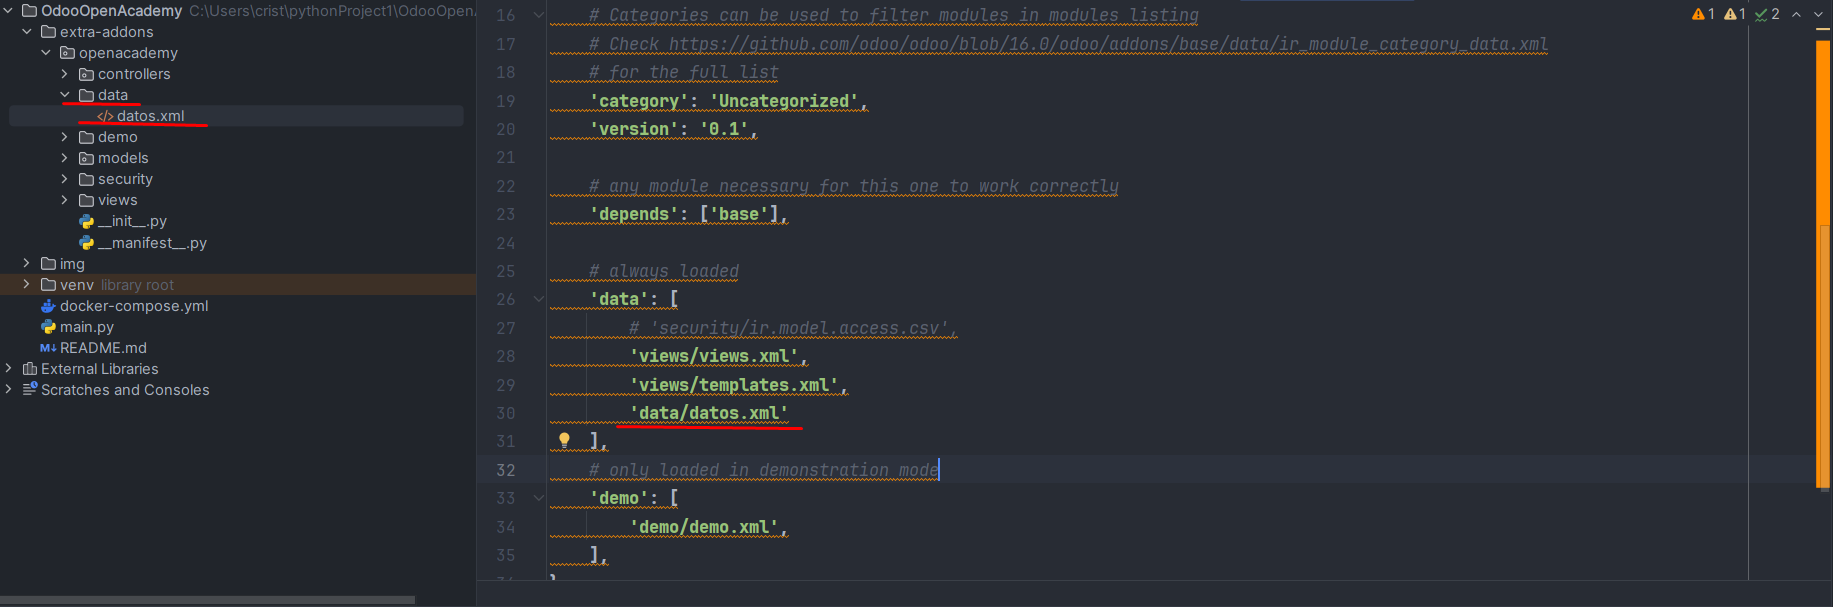 OdooOpenAcademy C:\Users\crist\pythonProject1\OdooOpen
extra-addons
openacademy
controllers
data
</> datos.xml
demo
models
security
views
__init__.py
__manifest__.py
img
venv library root
docker-compose.yml
main.py
M↓ README.md
External Libraries
Scratches and Consoles
16 # Categories can be used to filter modules in modules listing
17 # Check https://github.com/odoo/odoo/blob/16.0/odoo/addons/base/data/ir_module_category_data.xml
18 # for the full list
19 'category': 'Uncategorized',
20 'version': '0.1',
21
22 # any module necessary for this one to work correctly
23 'depends': ['base'],
24
25 # always loaded
26 'data': [
27 # 'security/ir.model.access.csv',
28 'views/views.xml',
29 'views/templates.xml',
30 'data/datos.xml'
31 ],
32 # only loaded in demonstration mode
33 'demo': [
34 'demo/demo.xml',
35 ],
1 1 2